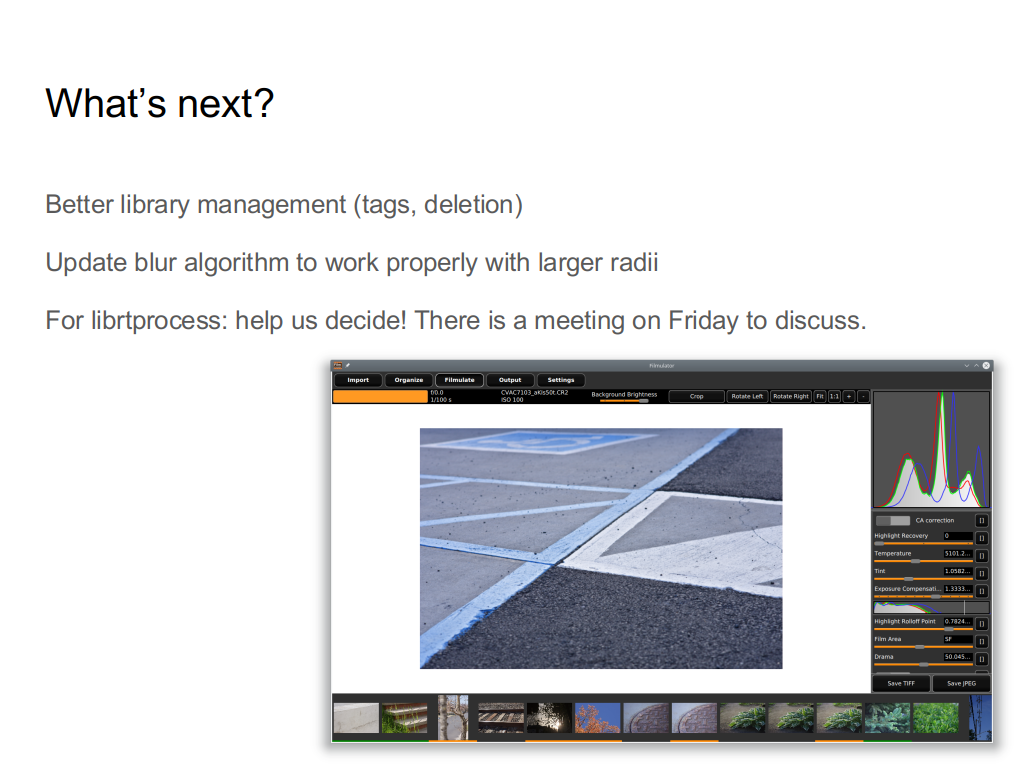 What’s next?
Better library management (tags, deletion)
Update blur algorithm to work properly with larger radii
For librtprocess: help us decide! There is a meeting on Friday to discuss.
Filmulator
Import Organize Filmulate Output Settings
f/0.0 CVAC7103_aKis50t.CR2 Background Brightness Crop Rotate Left Rotate Right Fit 1:1 + -
1/100 s ISO 100
CA correction []
Highlight Recovery 0 []
Temperature 5101.2... []
Tint 1.0582... []
Exposure Compensati... 1.3333... []
Highlight Rolloff Point 0.7824... []
Film Area SF []
Drama 50.045... []
Save TIFF Save JPEG